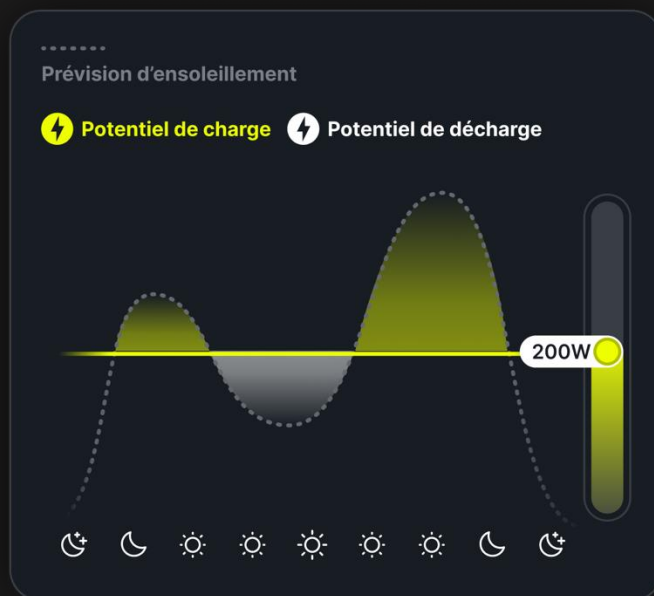 Prévision d’ensoleillement
Potentiel de charge Potentiel de décharge
200W